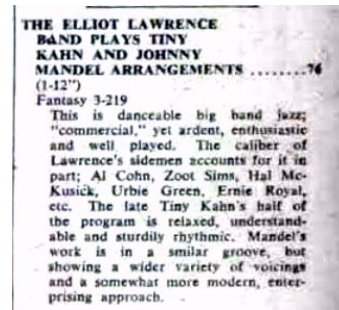 THE ELLIOT LAWRENCE
BAND PLAYS TINY
KAHN AND JOHNNY
MANDEL ARRANGEMENTS ........76
(1-12")
Fantasy 3-219
This is danceable big band jazz;
"commercial," yet ardent, enthusiastic
and well played. The caliber of
Lawrence's sidemen accounts for it in
part; Al Cohn, Zoot Sims, Hal Mc-
Kusick, Urbie Green, Ernie Royal,
etc. The late Tiny Kahn's half of
the program is relaxed, understand-
able and sturdily rhythmic. Mandel's
work is in a smilar groove, but
showing a wider variety of voicings
and a somewhat more modern, enter-
prising approach.